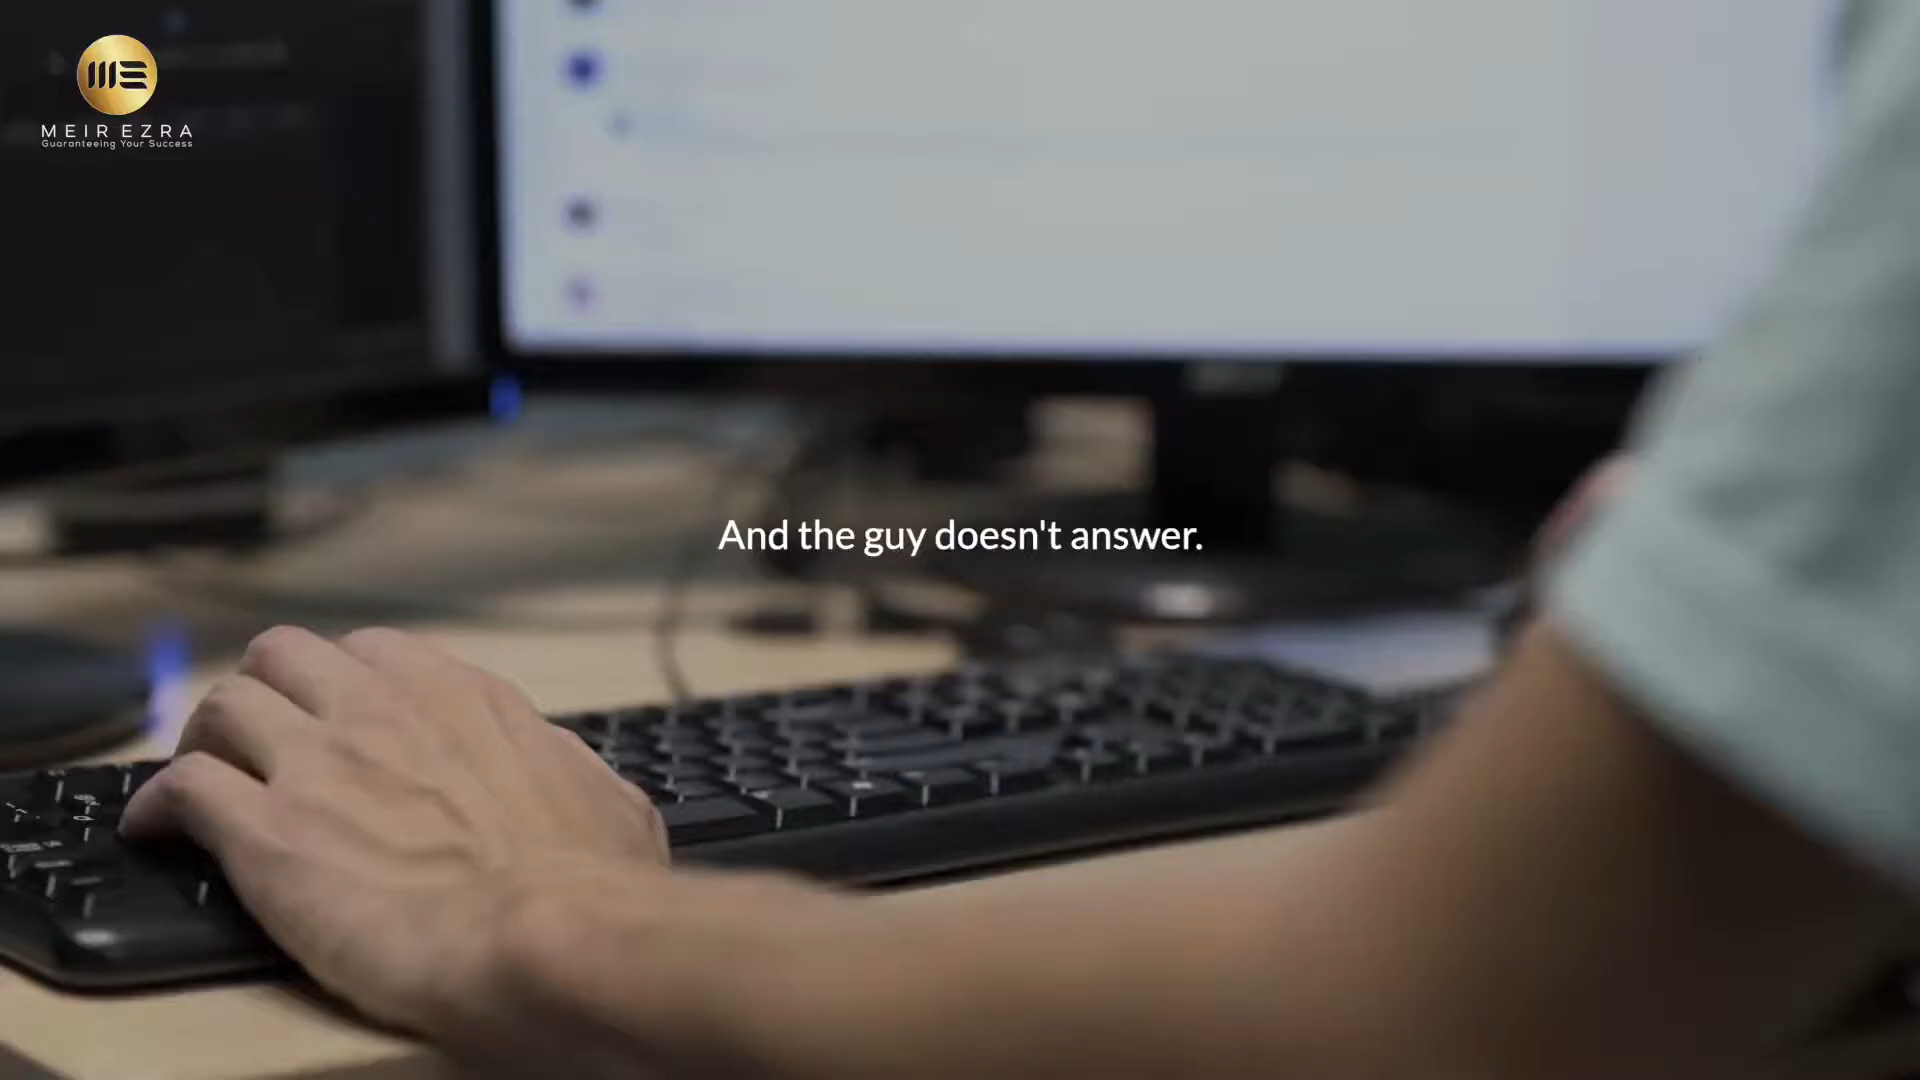 MEIR EZRA
Guaranteeing Your Success
And the guy doesn't answer.